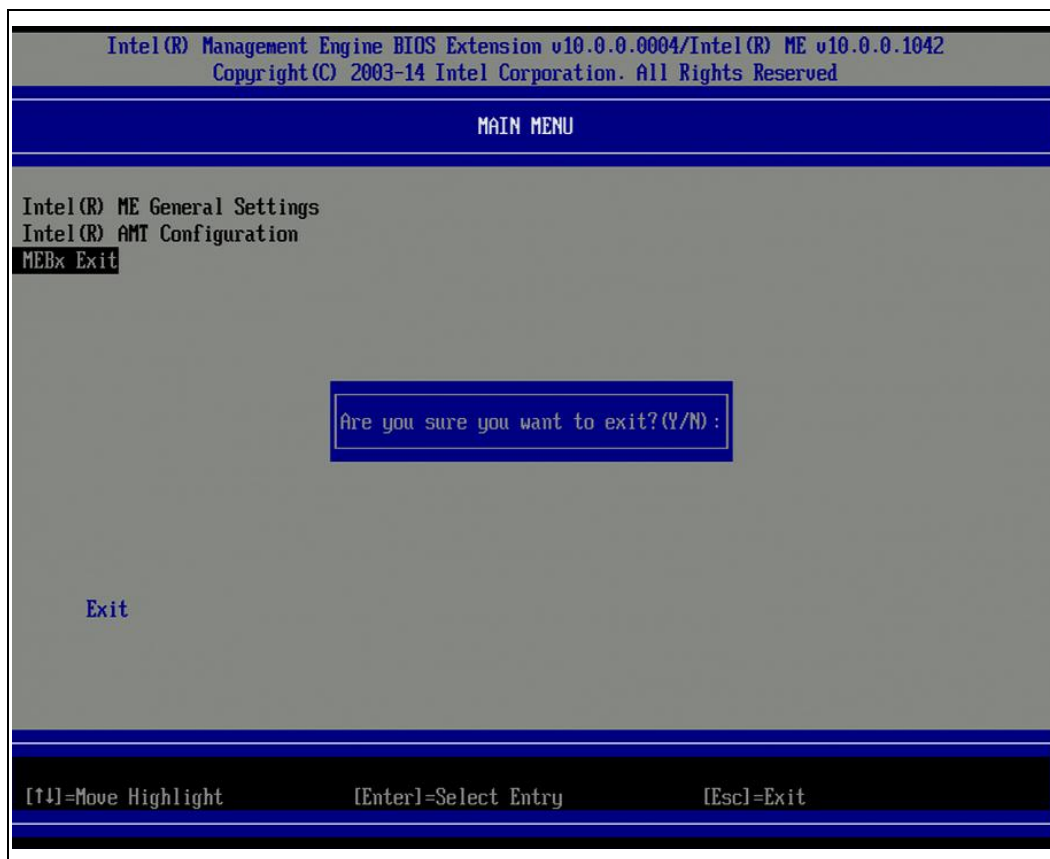 Intel(R) Management Engine BIOS Extension v10.0.0.0004/Intel(R) ME v10.0.0.1042
Copyright(C) 2003-14 Intel Corporation. All Rights Reserved
MAIN MENU
Intel(R) ME General Settings
Intel(R) AMT Configuration
MEBx Exit
Are you sure you want to exit?(Y/N):
Exit
[↑↓]=Move Highlight [Enter]=Select Entry [Esc]=Exit